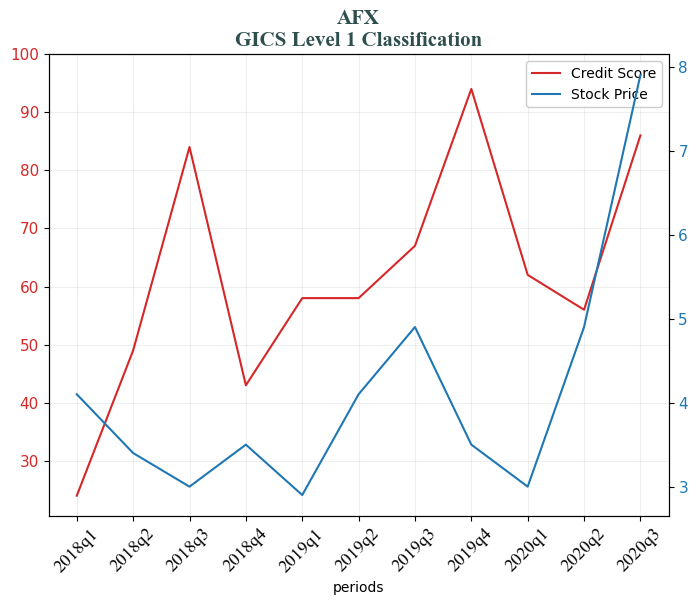 AFX
GICS Level 1 Classification
Credit Score
Stock Price
100
90
80
70
60
50
40
30
8
7
6
5
4
3
2018q1
2018q2
2018q3
2018q4
2019q1
2019q2
2019q3
2019q4
2020q1
2020q2
2020q3
periods